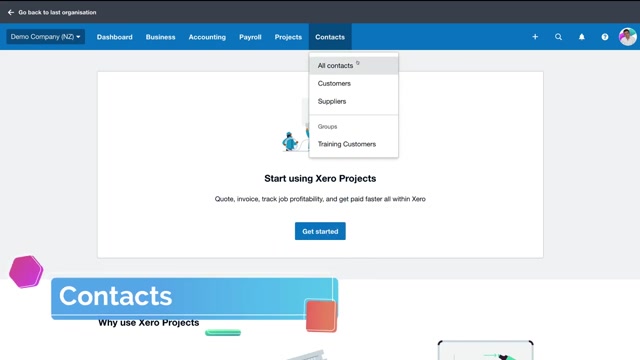 Go back to last organisation
Demo Company (NZ) Dashboard Business Accounting Payroll Projects Contacts
All contacts
Customers
Suppliers
Groups
Training Customers
Start using Xero Projects
Quote, invoice, track job profitability, and get paid faster all within Xero
Get started
Contacts
Why use Xero Projects